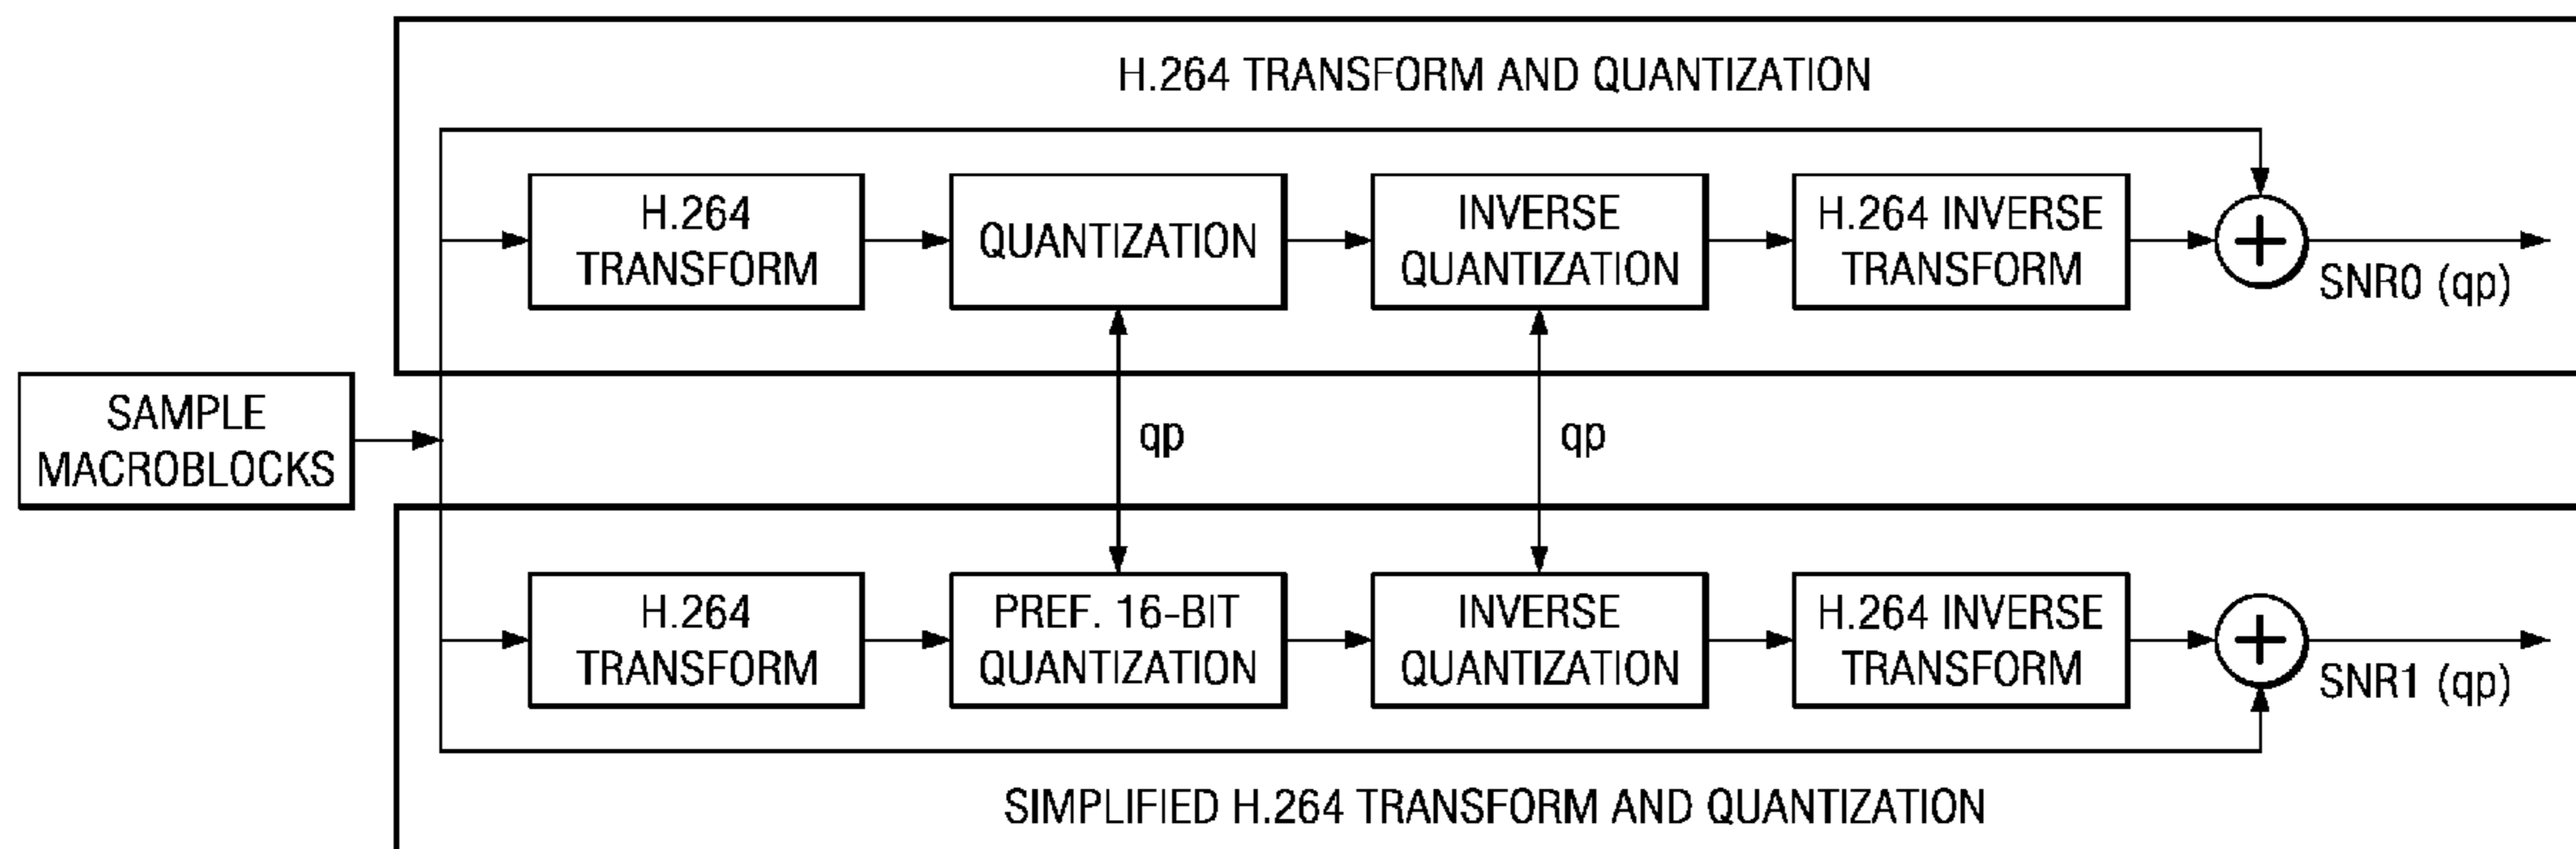 H.264 TRANSFORM AND QUANTIZATION
H.264
TRANSFORM
QUANTIZATION
INVERSE
QUANTIZATION
H.264 INVERSE
TRANSFORM
SNR0 (qp)
SAMPLE
MACROBLOCKS
qp
qp
H.264
TRANSFORM
PREF. 16-BIT
QUANTIZATION
INVERSE
QUANTIZATION
H.264 INVERSE
TRANSFORM
SNR1 (qp)
SIMPLIFIED H.264 TRANSFORM AND QUANTIZATION